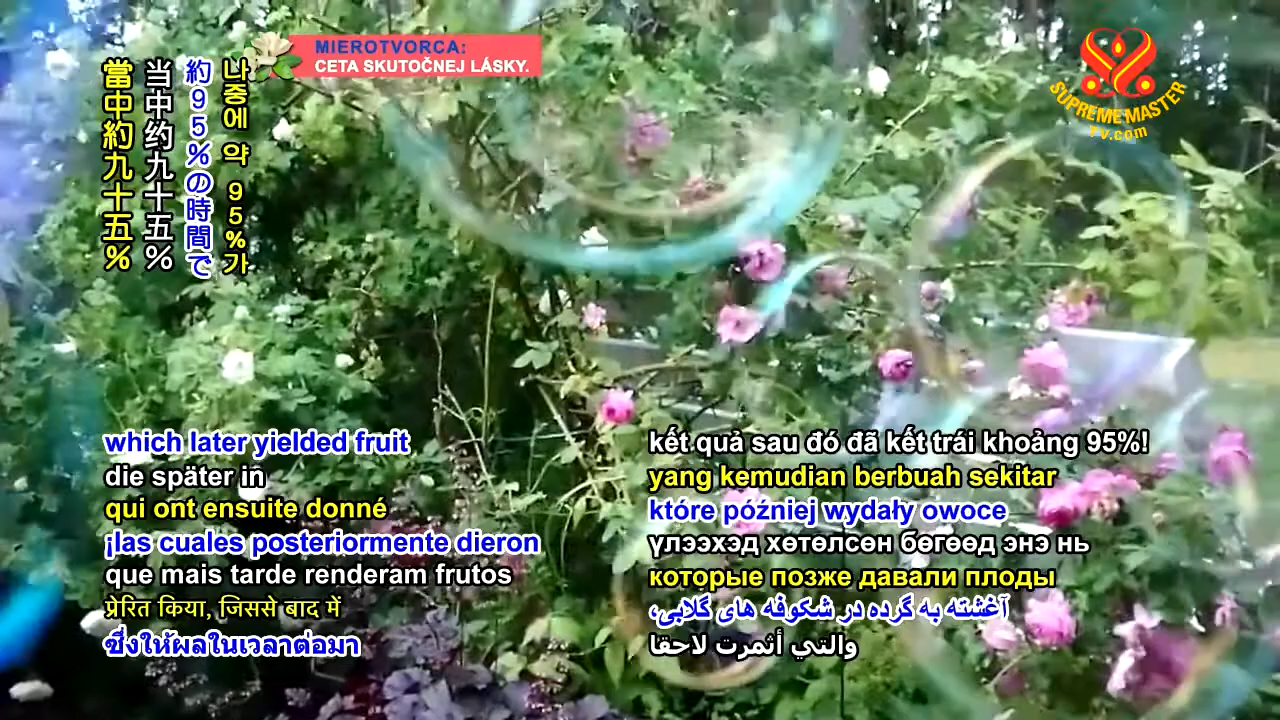 MIEROTVORCA:
CETA SKUTOČNEJ LÁSKY.
SUPREME MASTER
TV.com
나중에 약 95%가
約95%の時間で
当中约九十五%
當中約九十五%
which later yielded fruit
die später in
qui ont ensuite donné
¡las cuales posteriormente dieron
que mais tarde renderam frutos
प्रेरित किया, जिससे बाद में
ซึ่งให้ผลในเวลาต่อมา
kết quả sau đó đã kết trái khoảng 95%!
yang kemudian berbuah sekitar
które później wydały owoce
үлээхэд хөтөлсөн бөгөөд энэ нь
которые позже давали плоды
آغشته به گرده در شکوفه های گلابی،
والتي أثمرت لاحقا